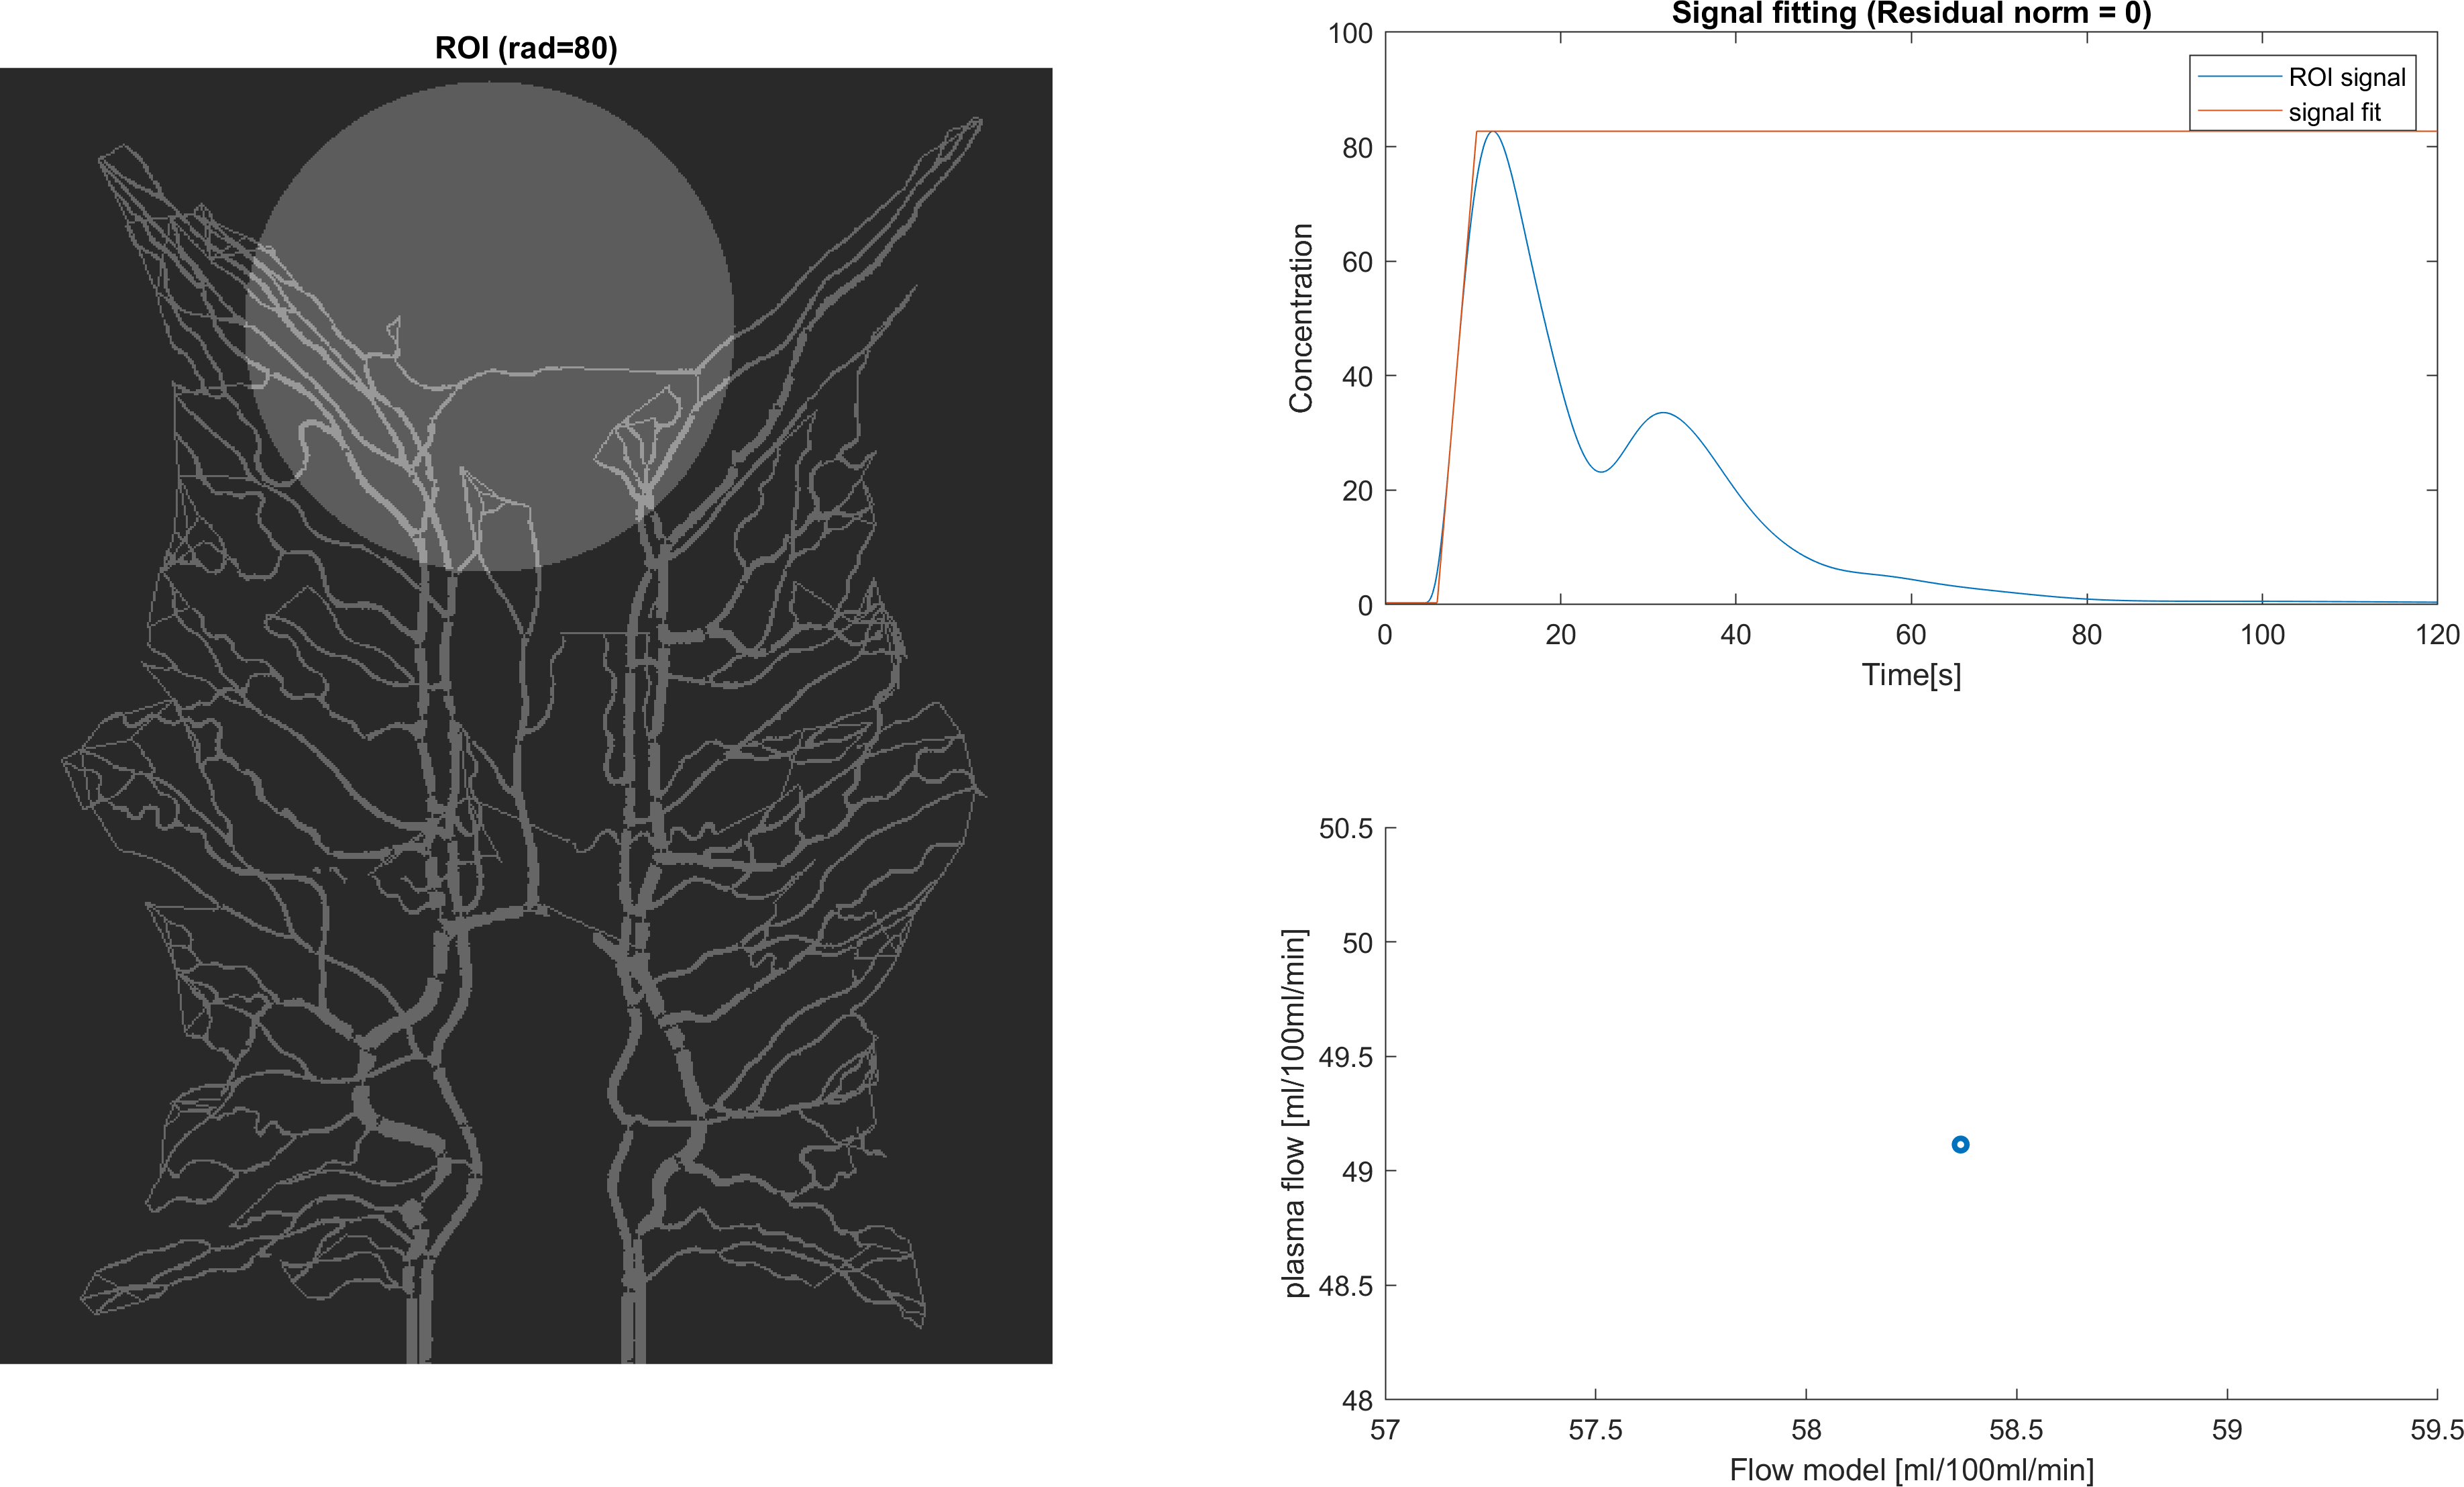 ROI (rad=80)
Signal fitting (Residual norm = 0)
100
80
60
40
20
0
Concentration
ROI signal
signal fit
0 20 40 60 80 100 120
Time[s]
50.5
50
49.5
49
48.5
48
plasma flow [ml/100ml/min]
57 57.5 58 58.5 59 59.5
Flow model [ml/100ml/min]